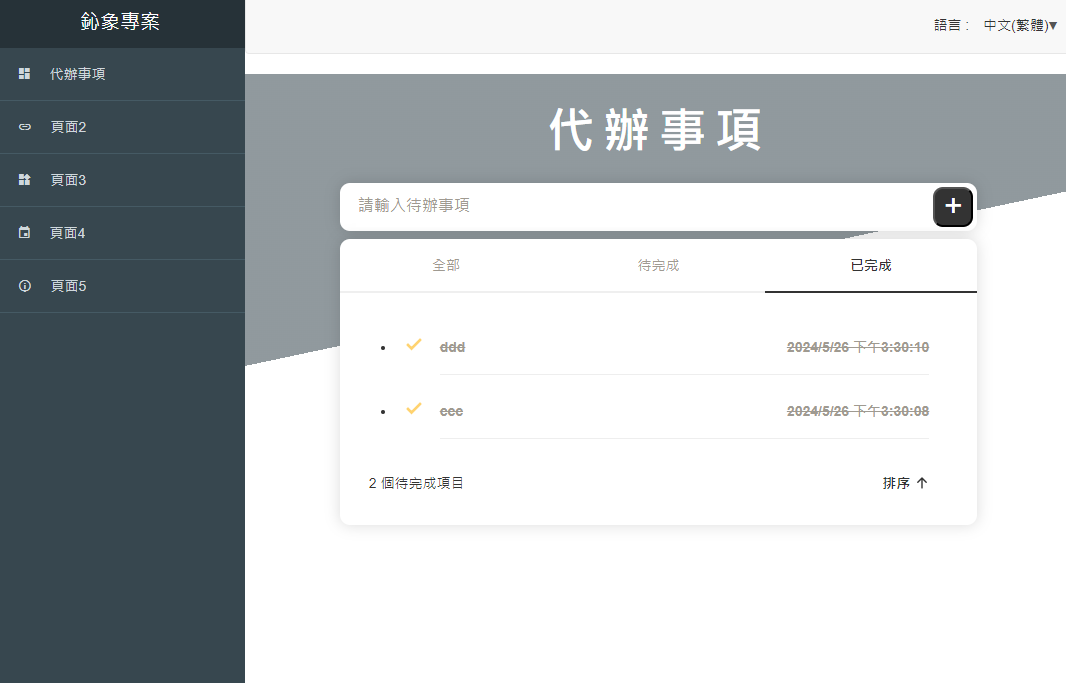 鈊象專案
語言： 中文(繁體)▼
代辦事項
頁面2
頁面3
頁面4
頁面5
代辦事項
請輸入待辦事項
全部 待完成 已完成
ddd 2024/5/26 下午3:30:10
ccc 2024/5/26 下午3:30:08
2 個待完成項目 排序